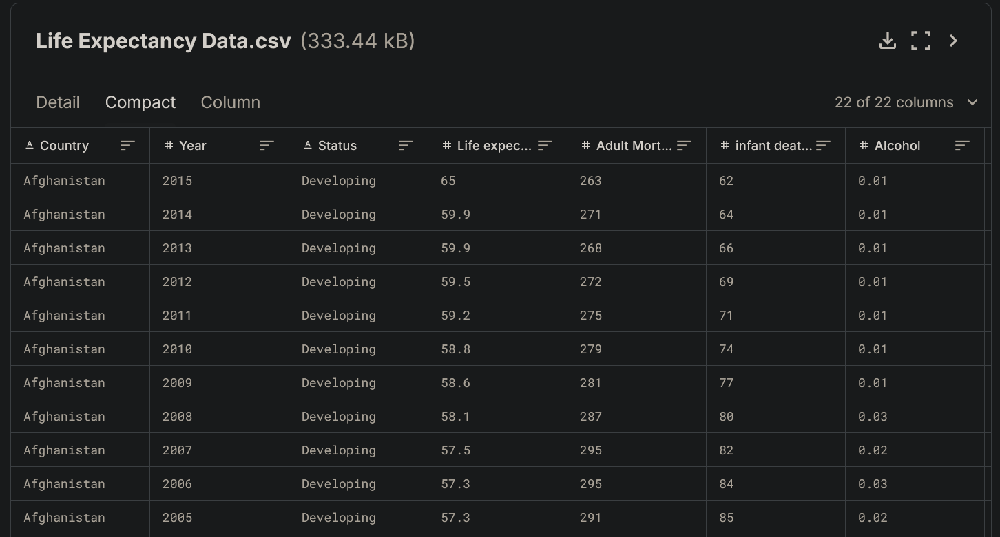 Life Expectancy Data.csv (333.44 kB)
Detail Compact Column 22 of 22 columns
A Country # Year A Status # Life expec... # Adult Mort... # infant deat... # Alcohol
Afghanistan 2015 Developing 65 263 62 0.01
Afghanistan 2014 Developing 59.9 271 64 0.01
Afghanistan 2013 Developing 59.9 268 66 0.01
Afghanistan 2012 Developing 59.5 272 69 0.01
Afghanistan 2011 Developing 59.2 275 71 0.01
Afghanistan 2010 Developing 58.8 279 74 0.01
Afghanistan 2009 Developing 58.6 281 77 0.01
Afghanistan 2008 Developing 58.1 287 80 0.03
Afghanistan 2007 Developing 57.5 295 82 0.02
Afghanistan 2006 Developing 57.3 295 84 0.03
Afghanistan 2005 Developing 57.3 291 85 0.02